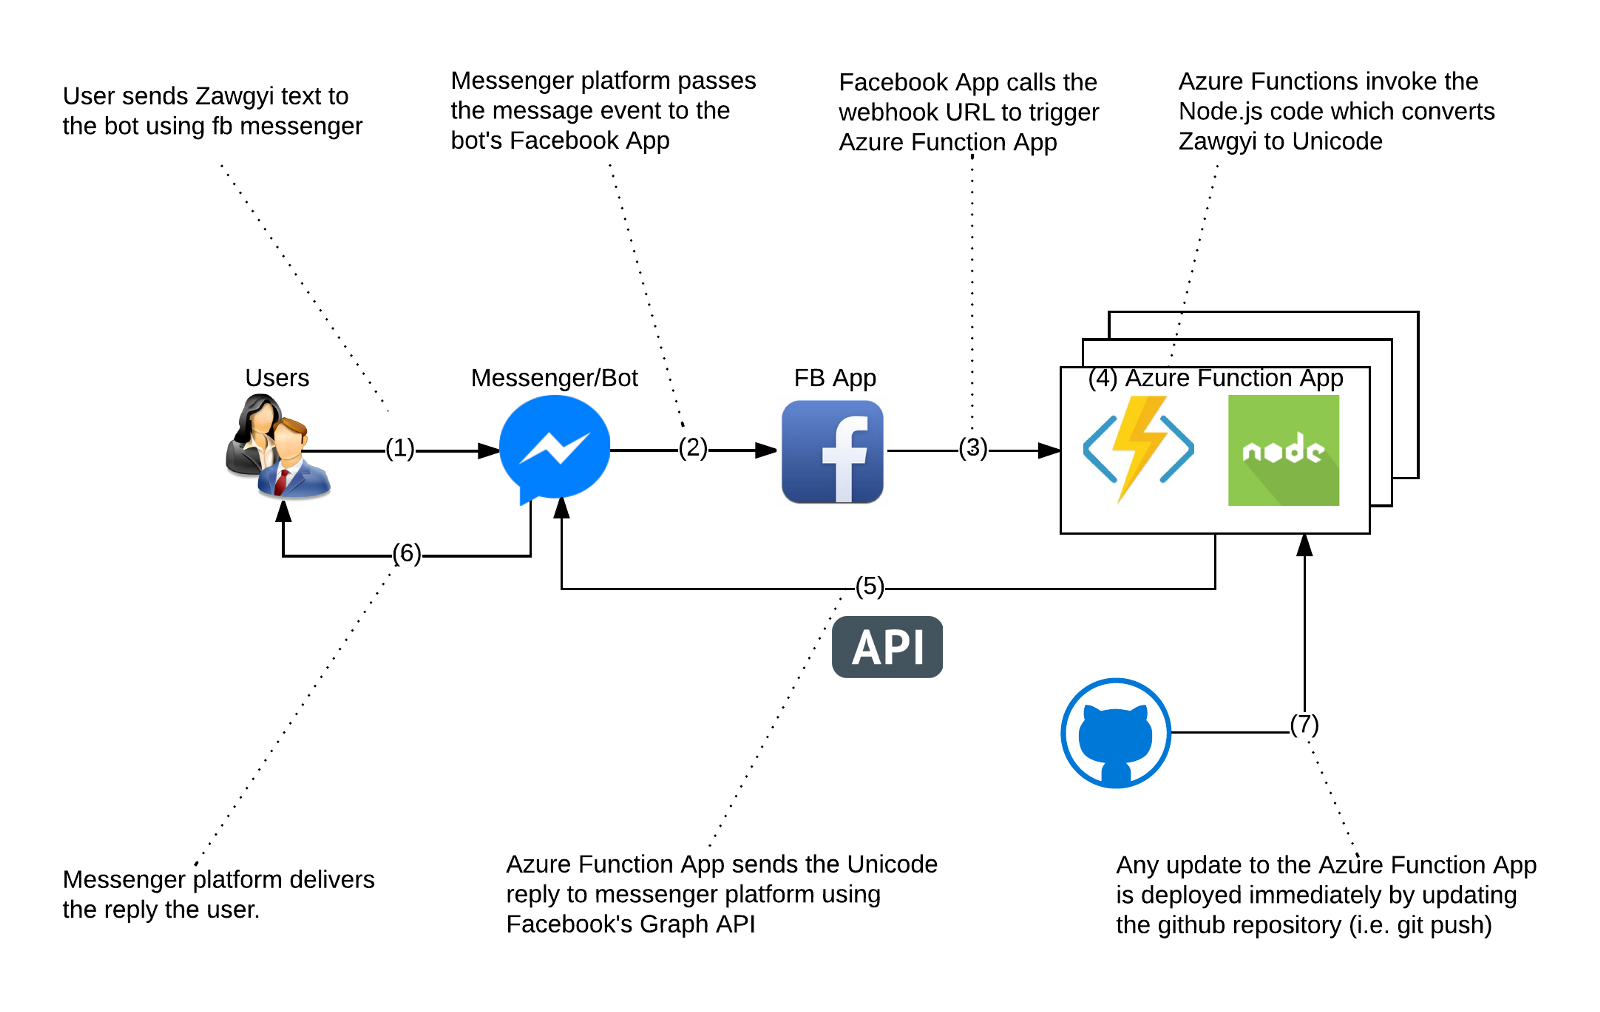 User sends Zawgyi text to
the bot using fb messenger
Messenger platform passes
the message event to the
bot's Facebook App
Facebook App calls the
webhook URL to trigger
Azure Function App
Azure Functions invoke the
Node.js code which converts
Zawgyi to Unicode
Users
Messenger/Bot
FB App
(4) Azure Function App
(1)
(2)
(3)
node
(6)
(5)
API
(7)
Messenger platform delivers
the reply the user.
Azure Function App sends the Unicode
reply to messenger platform using
Facebook's Graph API
Any update to the Azure Function App
is deployed immediately by updating
the github repository (i.e. git push)